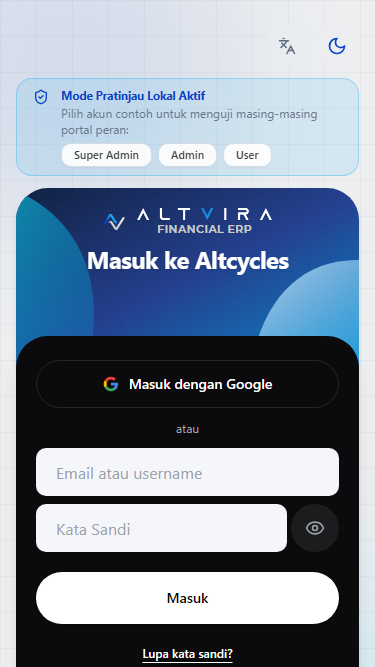 Mode Pratinjau Lokal Aktif
Pilih akun contoh untuk menguji masing-masing
portal peran:
Super Admin
Admin
User
ALTVIRA
FINANCIAL ERP
Masuk ke Altcycles
Masuk dengan Google
atau
Email atau username
Kata Sandi
Masuk
Lupa kata sandi?